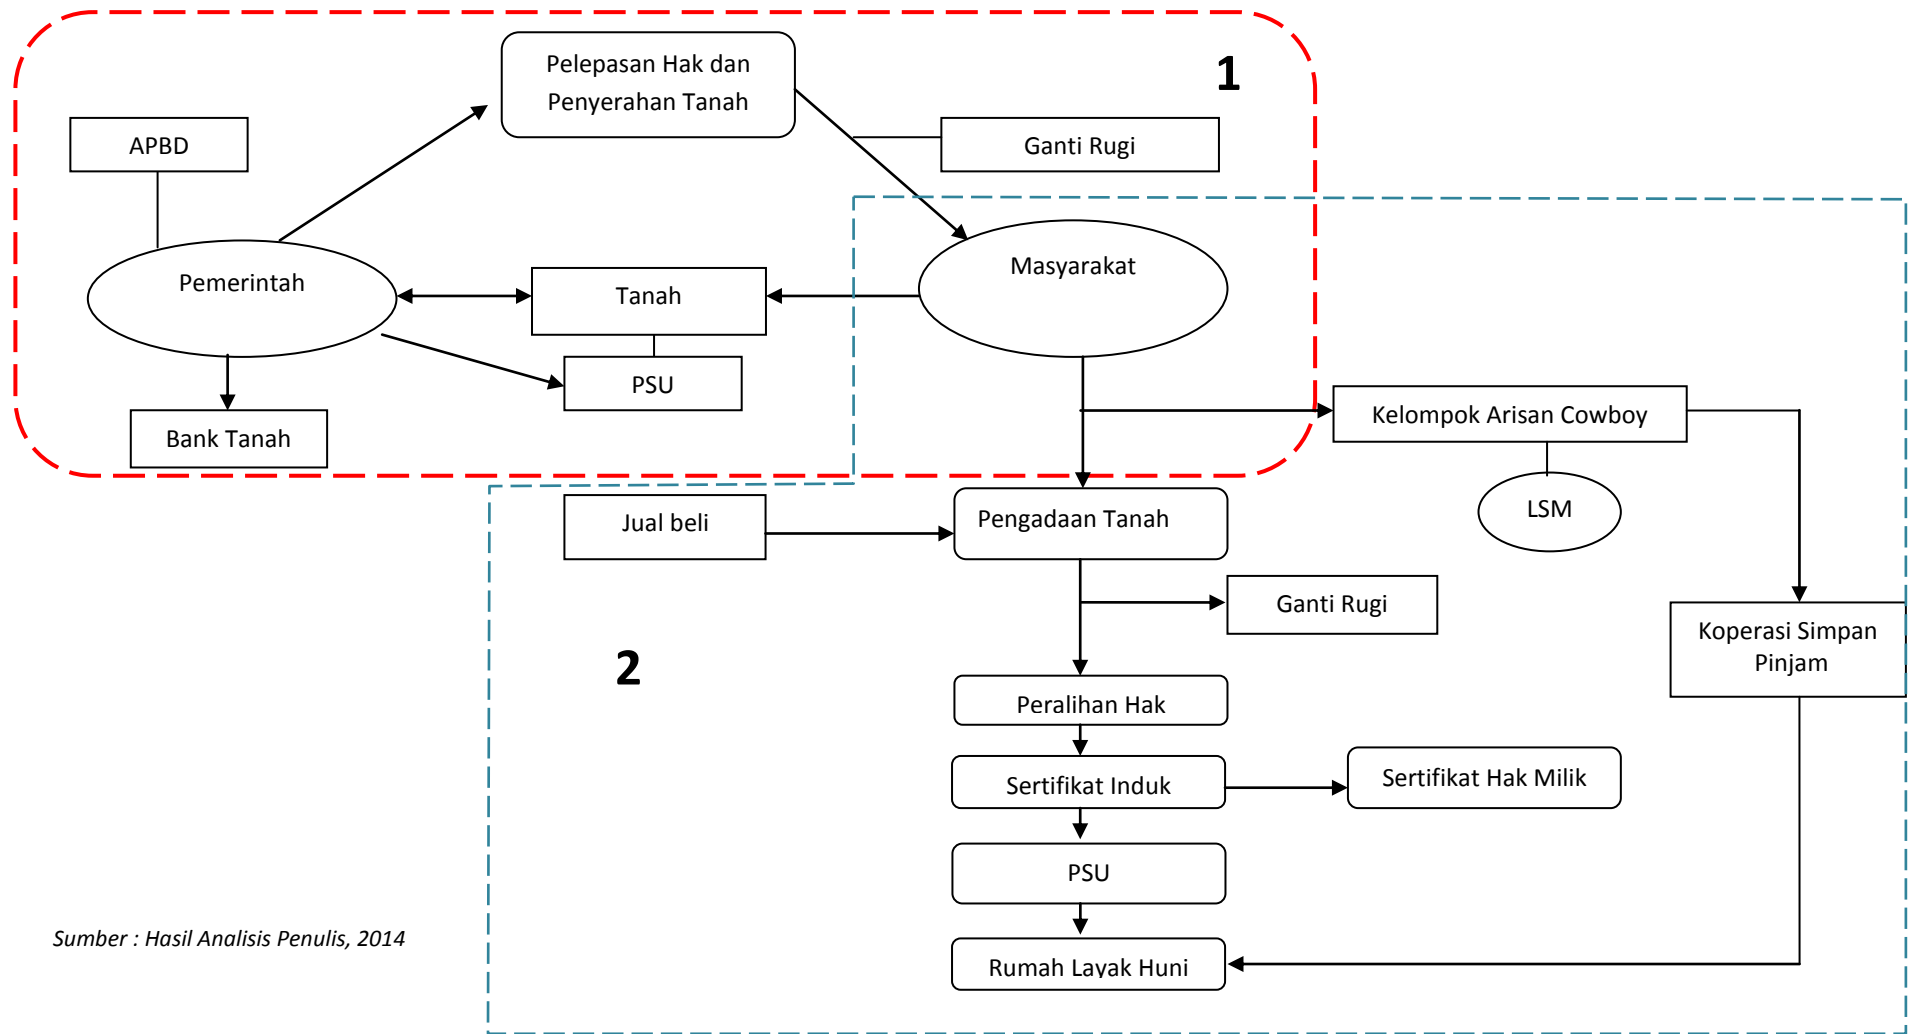 Pelepasan Hak dan
Penyerahan Tanah
1
APBD
Ganti Rugi
Pemerintah
Tanah
Masyarakat
PSU
Bank Tanah
Kelompok Arisan Cowboy
LSM
Jual beli
Pengadaan Tanah
Ganti Rugi
2
Koperasi Simpan
Pinjam
Peralihan Hak
Sertifikat Induk
Sertifikat Hak Milik
PSU
Sumber : Hasil Analisis Penulis, 2014
Rumah Layak Huni